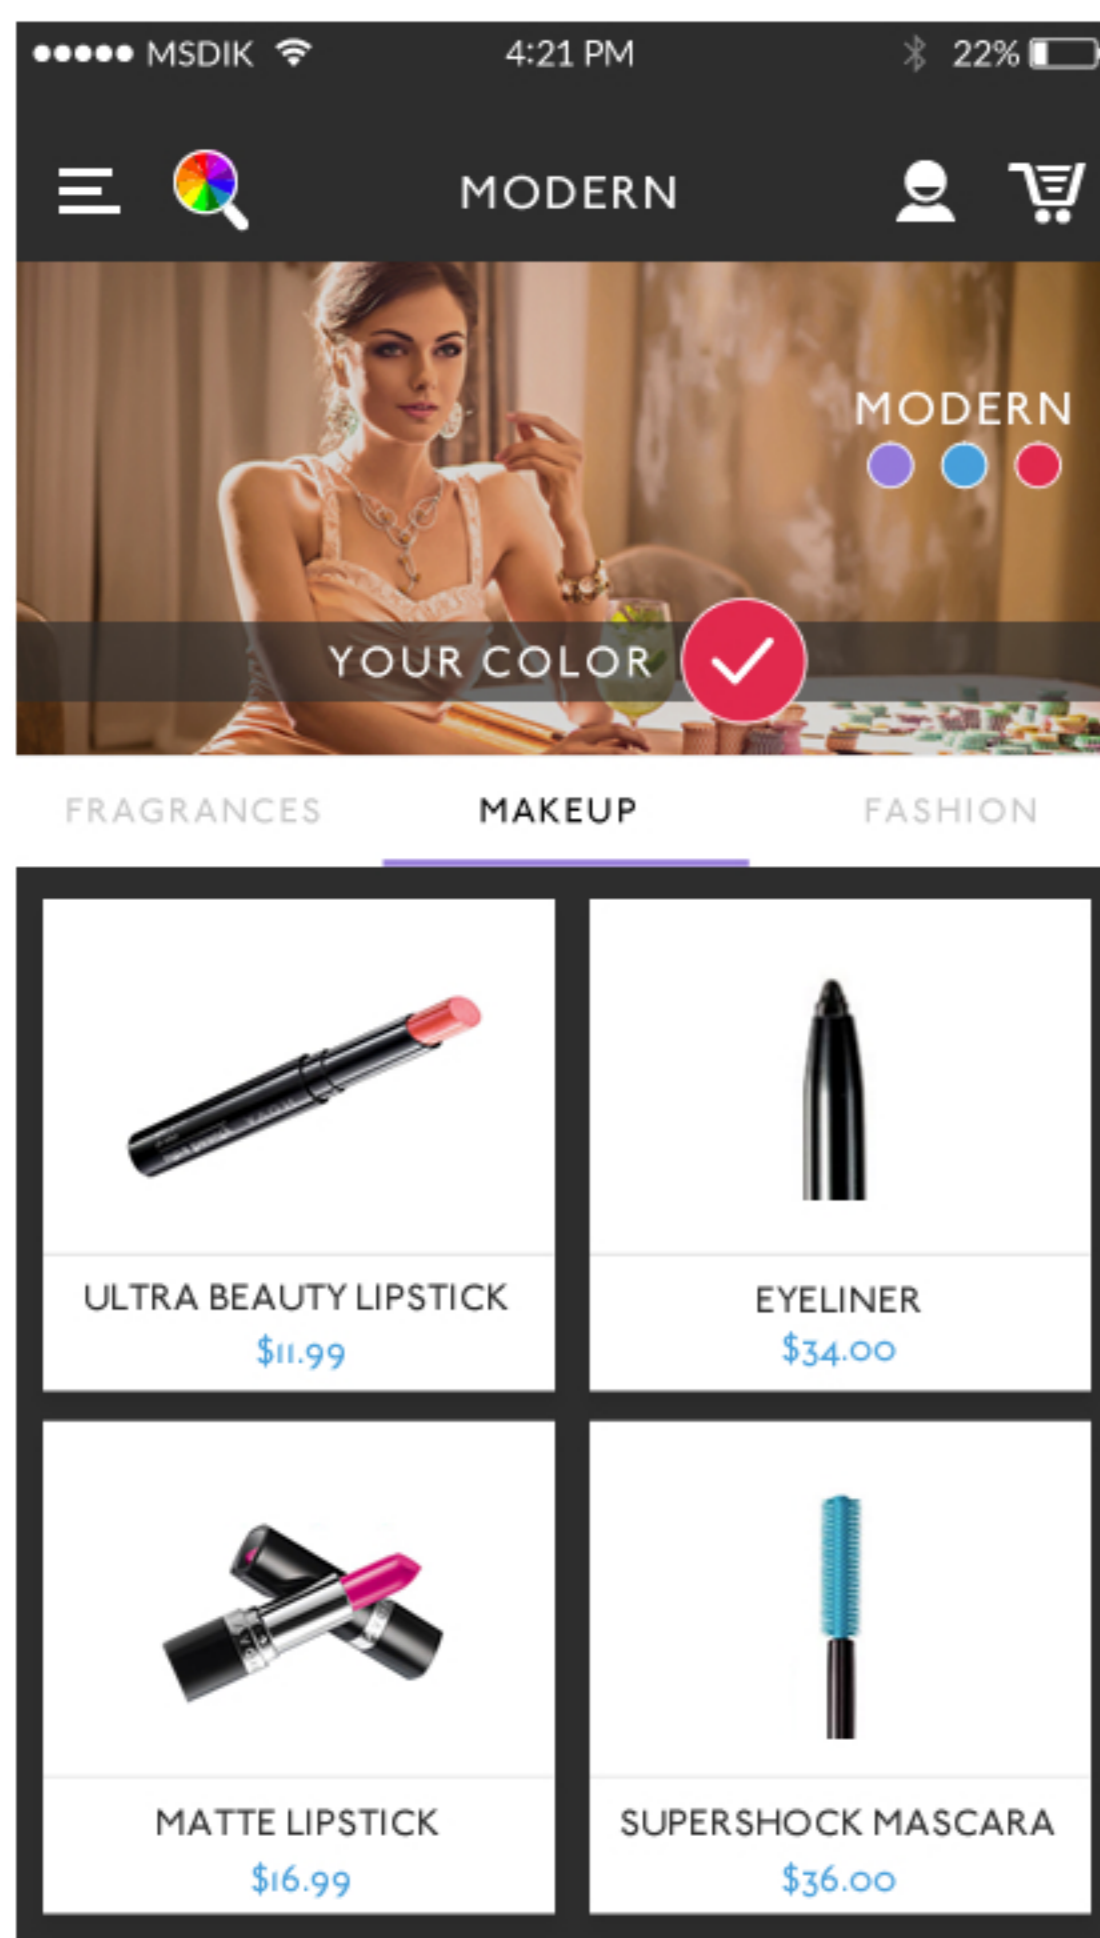 MSDIK 4:21 PM 22%
MODERN
MODERN
YOUR COLOR
FRAGRANCES MAKEUP FASHION
ULTRA BEAUTY LIPSTICK
$11.99
EYELINER
$34.00
MATTE LIPSTICK
$16.99
SUPERSHOCK MASCARA
$36.00